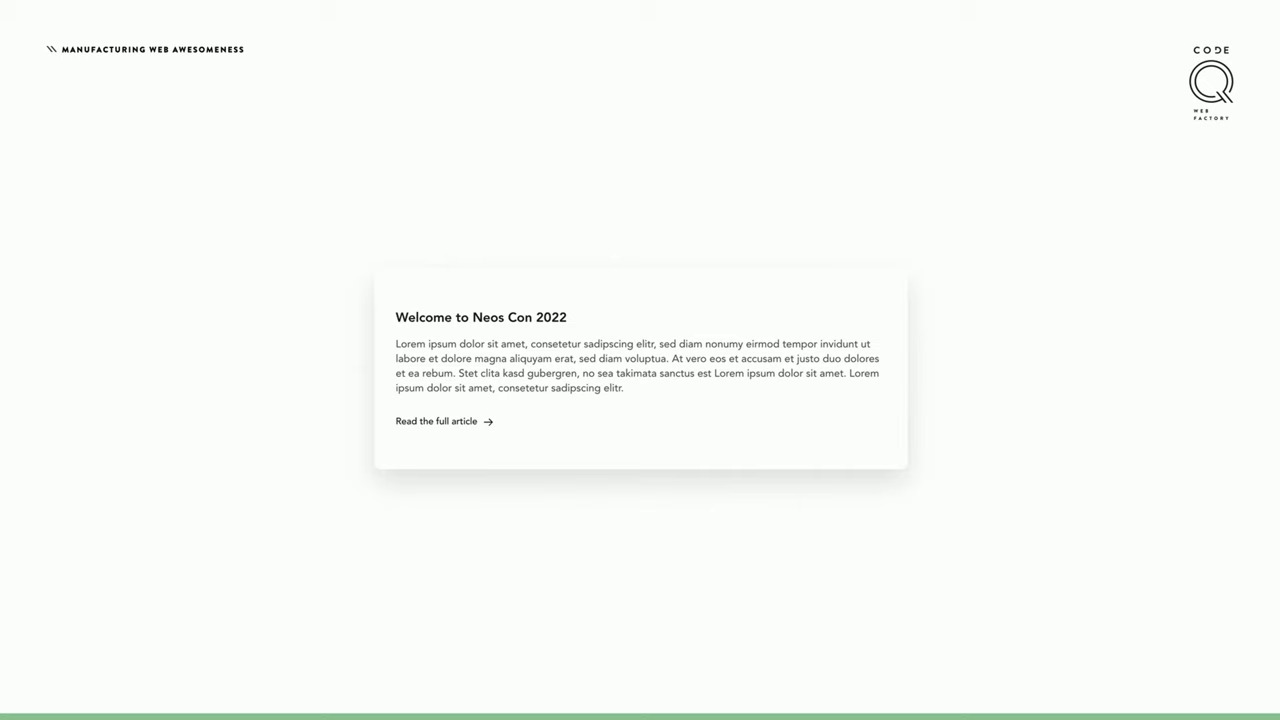 MANUFACTURING WEB AWESOMENESS
CODE
Q
WEB
FACTORY
Welcome to Neos Con 2022
Lorem ipsum dolor sit amet, consetetur sadipscing elitr, sed diam nonumy eirmod tempor invidunt ut
labore et dolore magna aliquyam erat, sed diam voluptua. At vero eos et accusam et justo duo dolores
et ea rebum. Stet clita kasd gubergren, no sea takimata sanctus est Lorem ipsum dolor sit amet. Lorem
ipsum dolor sit amet, consetetur sadipscing elitr.
Read the full article →